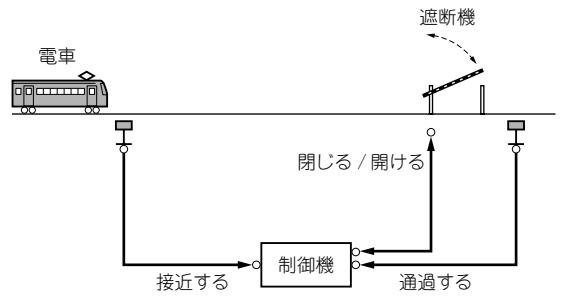 遮断機
電車
閉じる / 開ける
制御機
接近する
通過する